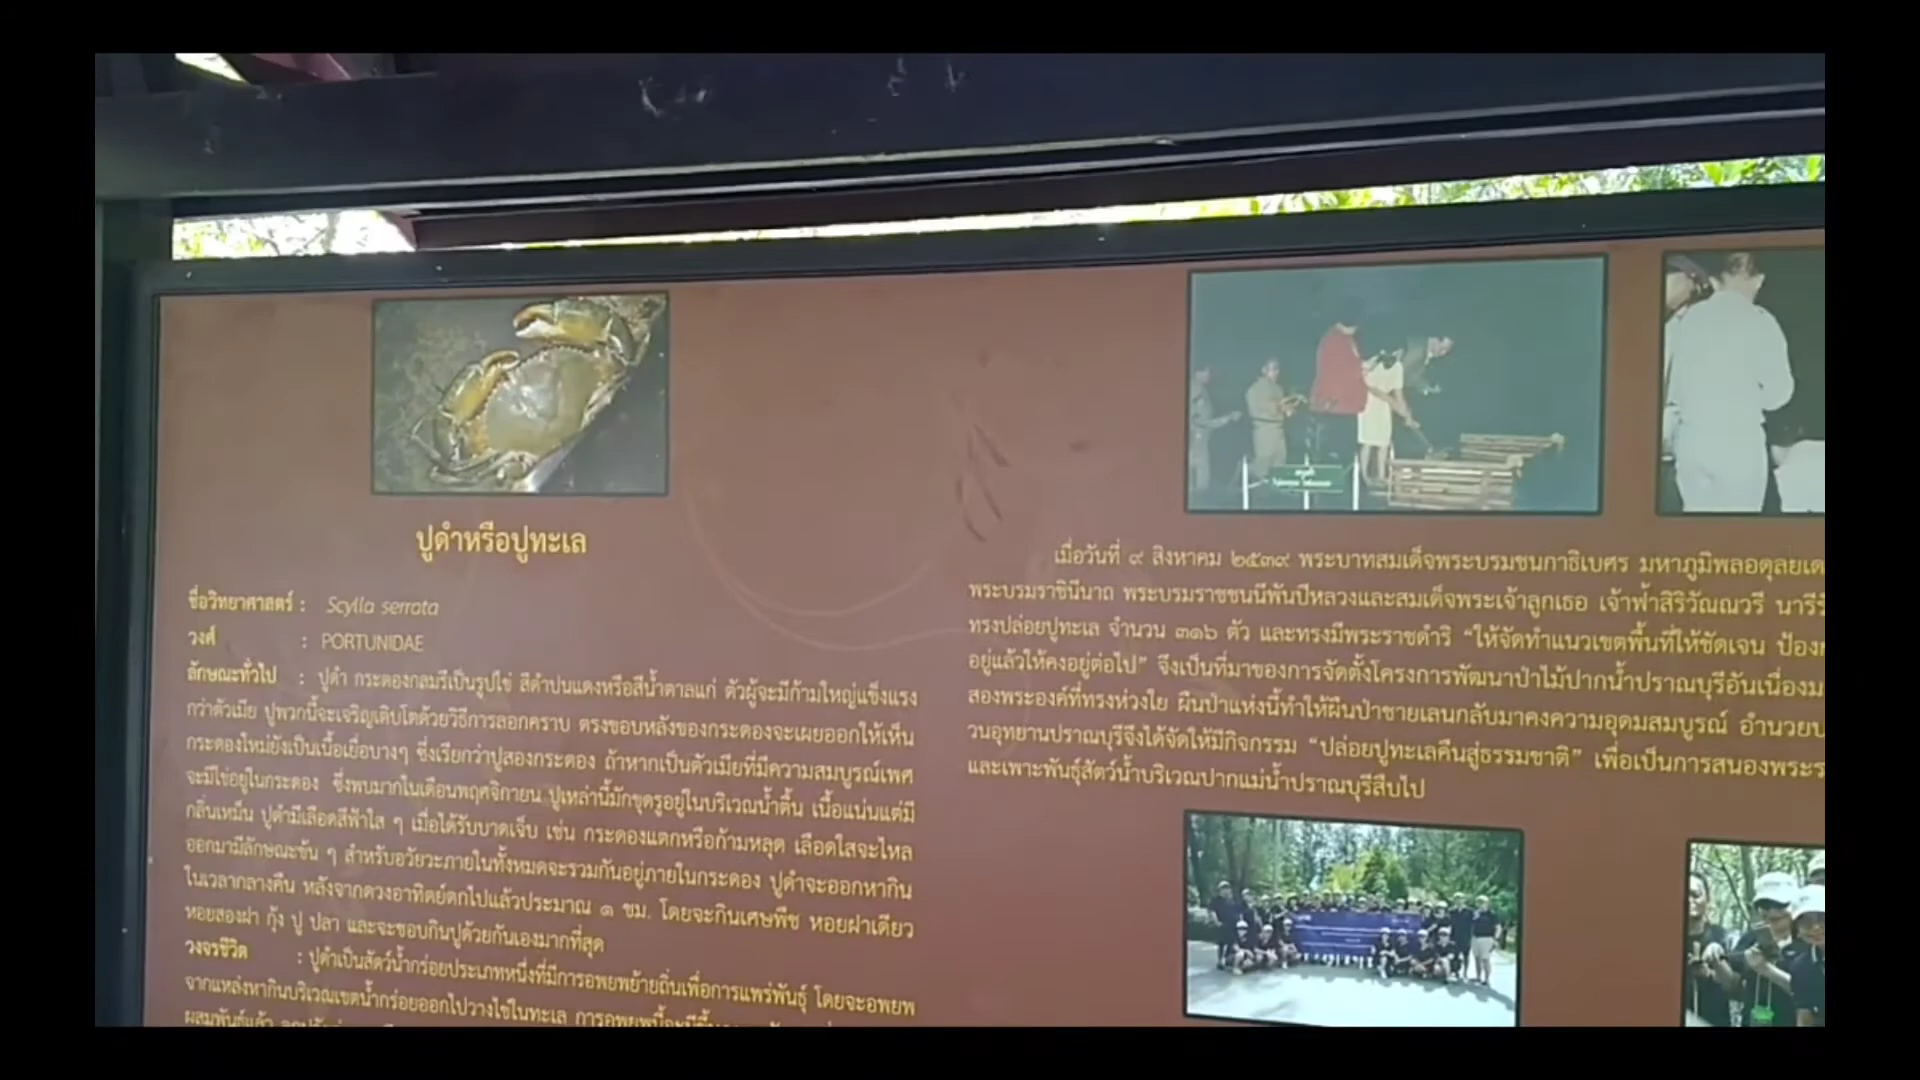 ปูดำหรือปูทะเล
ชื่อวิทยาศาสตร์ : Scylla serrata
วงศ์ : PORTUNIDAE
ลักษณะทั่วไป : ปูดำ กระดองกลมรีเป็นรูปไข่ สีดำปนแดงหรือสีน้ำตาลแก่ ตัวผู้จะมีก้ามใหญ่แข็งแรง
กว่าตัวเมีย ปูพวกนี้จะเจริญเติบโตด้วยวิธีการลอกคราบ ตรงขอบหลังของกระดองจะเผยออกให้เห็น
กระดองใหม่ยังเป็นเนื้อเยื่อบางๆ ซึ่งเรียกว่าปูสองกระดอง ถ้าหากเป็นตัวเมียที่มีความสมบูรณ์เพศ
จะมีไข่อยู่ในกระดอง ซึ่งพบมากในเดือนพฤศจิกายน ปูเหล่านี้มักขุดรูอยู่ในบริเวณน้ำตื้น เนื้อแน่นแต่มี
กลิ่นเหม็น ปูดำมีเลือดสีฟ้าใส ๆ เมื่อได้รับบาดเจ็บ เช่น กระดองแตกหรือก้ามหลุด เลือดใสจะไหล
ออกมามีลักษณะข้น ๆ สำหรับอวัยวะภายในทั้งหมดจะรวมกันอยู่ภายในกระดอง ปูดำจะออกหากิน
ในเวลากลางคืน หลังจากดวงอาทิตย์ตกไปแล้วประมาณ ๑ ชม. โดยจะกินเศษพืช หอยฝาเดียว
หอยสองฝา กุ้ง ปู ปลา และจะชอบกินปูด้วยกันเองมากที่สุด
วงจรชีวิต : ปูดำเป็นสัตว์น้ำกร่อยประเภทหนึ่งที่มีการอพยพย้ายถิ่นเพื่อการแพร่พันธุ์ โดยจะอพยพ
จากแหล่งหากินบริเวณเขตน้ำกร่อยออกไปวางไข่ในทะเล การอพยพนี้จะมีขึ้น
ผสมพันธุ์แล้ว
เมื่อวันที่ ๙ สิงหาคม ๒๕๓๙ พระบาทสมเด็จพระบรมชนกาธิเบศร มหาภูมิพลอดุลยเด
พระบรมราชินีนาถ พระบรมราชชนนีพันปีหลวงและสมเด็จพระเจ้าลูกเธอ เจ้าฟ้าสิริวัณณวรี นารี
ทรงปล่อยปูทะเล จำนวน ๓๑๖ ตัว และทรงมีพระราชดำริ “ให้จัดทำแนวเขตพื้นที่ให้ชัดเจน ป้อง
อยู่แล้วให้คงอยู่ต่อไป” จึงเป็นที่มาของการจัดตั้งโครงการพัฒนาป่าไม้ปากน้ำปราณบุรีอันเนื่องม
สองพระองค์ที่ทรงห่วงใย ผืนป่าแห่งนี้ทำให้ผืนป่าชายเลนกลับมาคงความอุดมสมบูรณ์ อำนวยป
วนอุทยานปราณบุรีจึงได้จัดให้มีกิจกรรม “ปล่อยปูทะเลคืนสู่ธรรมชาติ” เพื่อเป็นการสนองพระร
และเพาะพันธุ์สัตว์น้ำบริเวณปากแม่น้ำปราณบุรีสืบไป